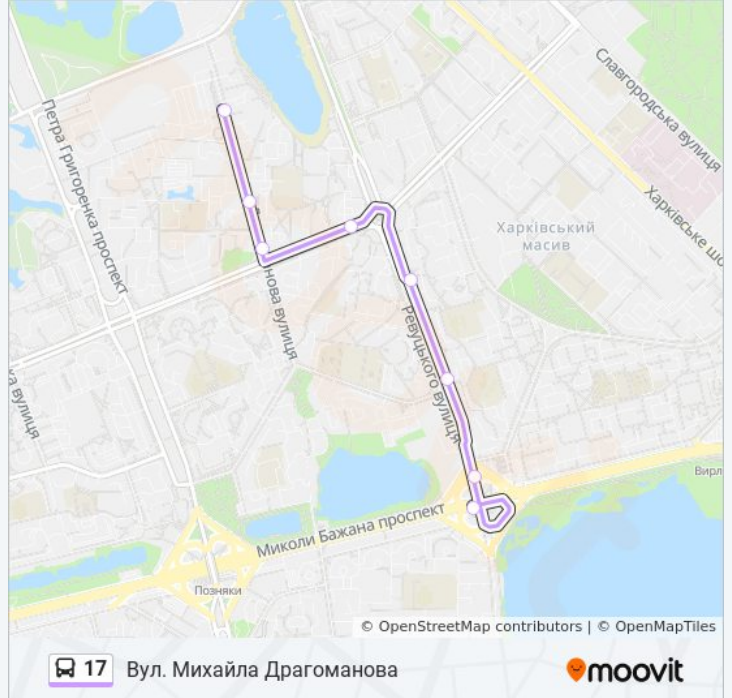 Славгородська вулиця
Петра Григоренка проспект
Харківське шо
Харківський
масив
нова вулиця
Ревуцького вулиця
ка вулиця
Вирл
Миколи Бажана проспект
Позняки
© OpenStreetMap contributors | © OpenMapTiles
17 Вул. Михайла Драгоманова
moovit